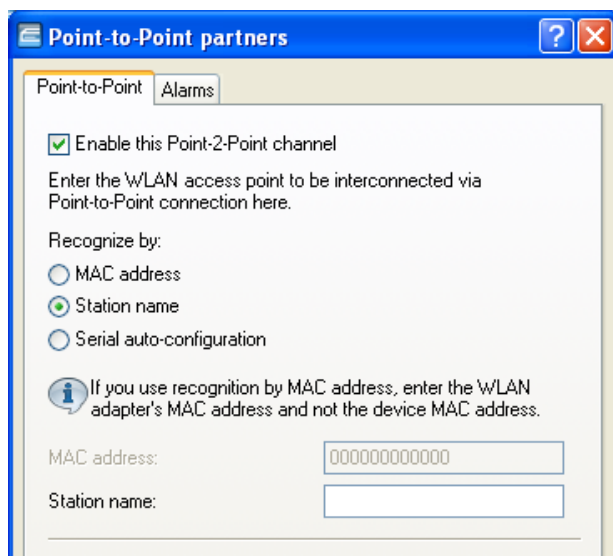 Point-to-Point partners
Point-to-Point
Alarms
Enable this Point-2-Point channel
Enter the WLAN access point to be interconnected via
Point-to-Point connection here.
Recognize by:
MAC address
Station name
Serial auto-configuration
If you use recognition by MAC address, enter the WLAN
adapter's MAC address and not the device MAC address.
MAC address: 000000000000
Station name: